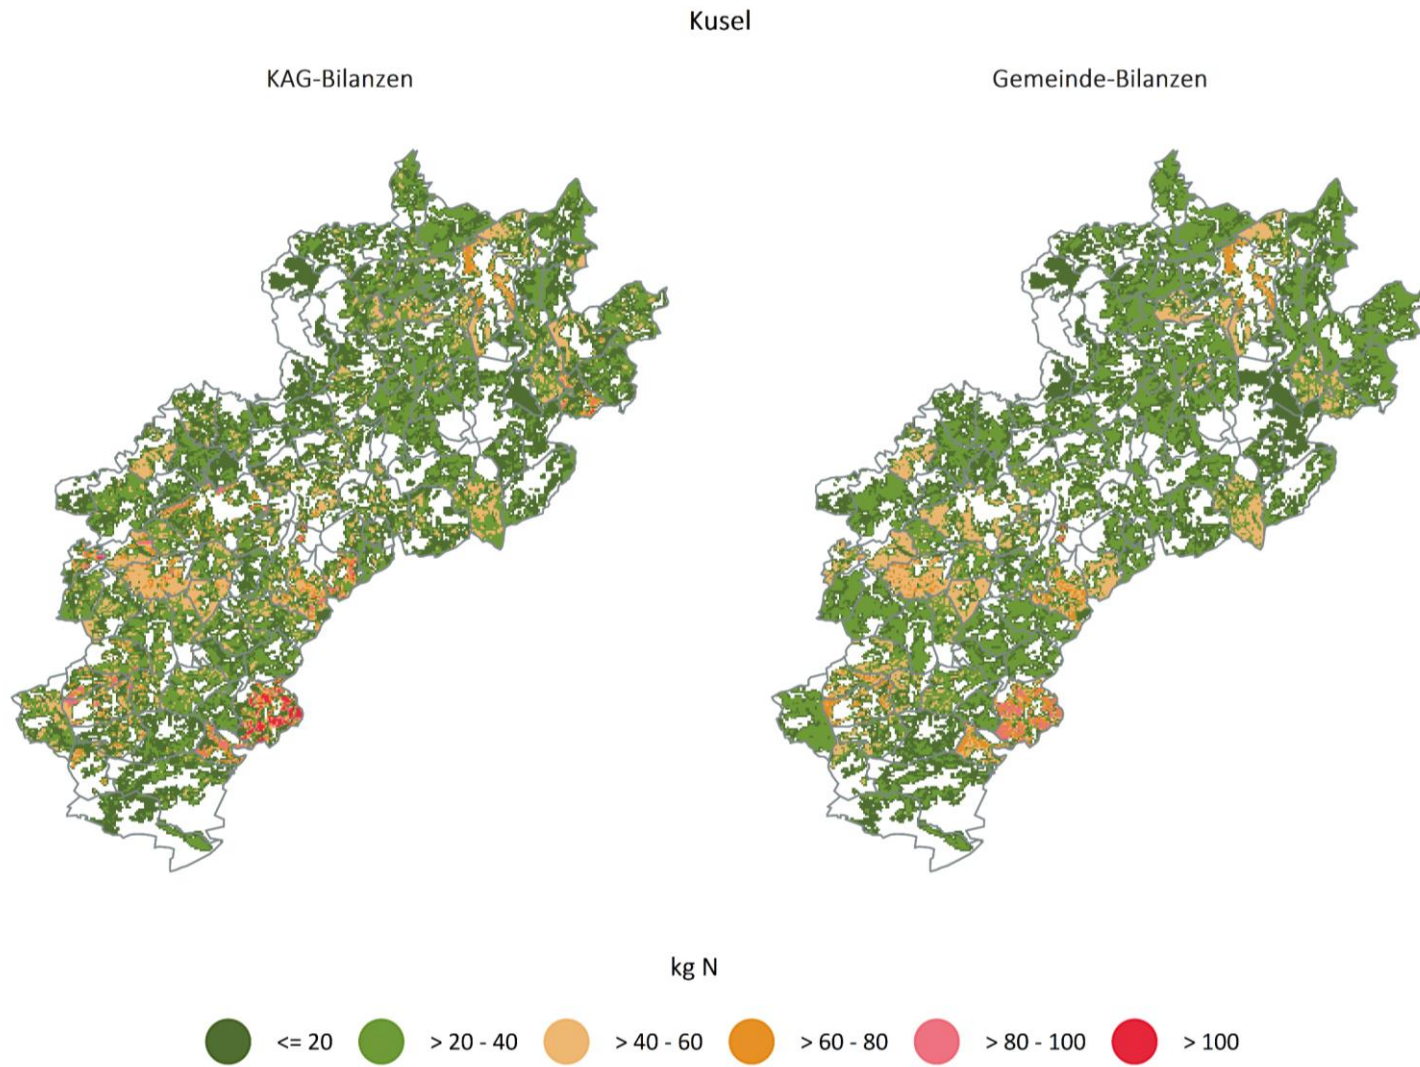 Kusel
KAG-Bilanzen
Gemeinde-Bilanzen
kg N
<= 20
> 20 - 40
> 40 - 60
> 60 - 80
> 80 - 100
> 100